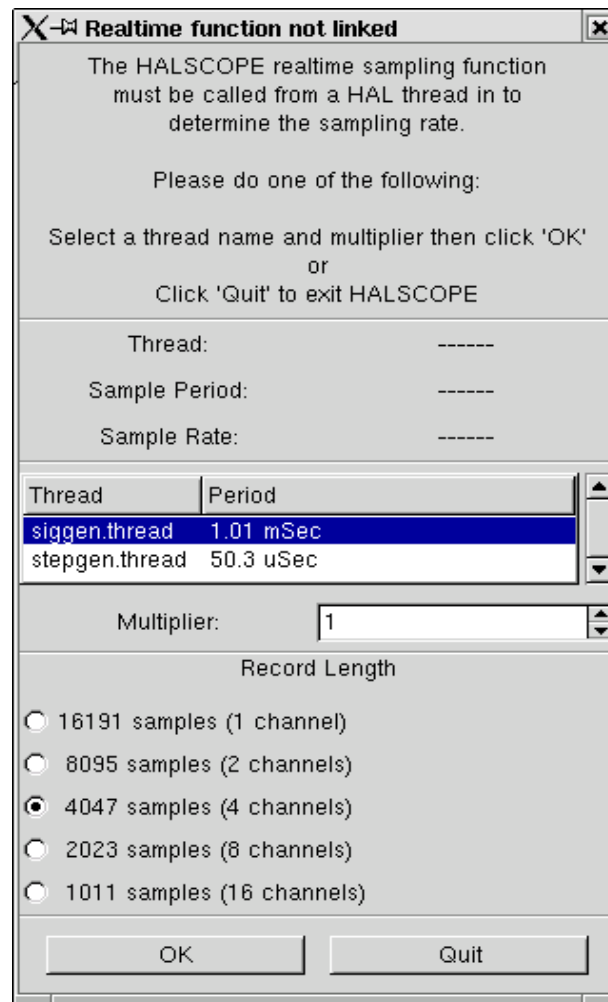 Realtime function not linked
The HALSCOPE realtime sampling function
must be called from a HAL thread in to
determine the sampling rate.
Please do one of the following:
Select a thread name and multiplier then click 'OK'
or
Click 'Quit' to exit HALSCOPE
Thread: ------
Sample Period: ------
Sample Rate: ------
Thread Period
siggen.thread 1.01 mSec
stepgen.thread 50.3 uSec
Multiplier: 1
Record Length
16191 samples (1 channel)
8095 samples (2 channels)
4047 samples (4 channels)
2023 samples (8 channels)
1011 samples (16 channels)
OK Quit